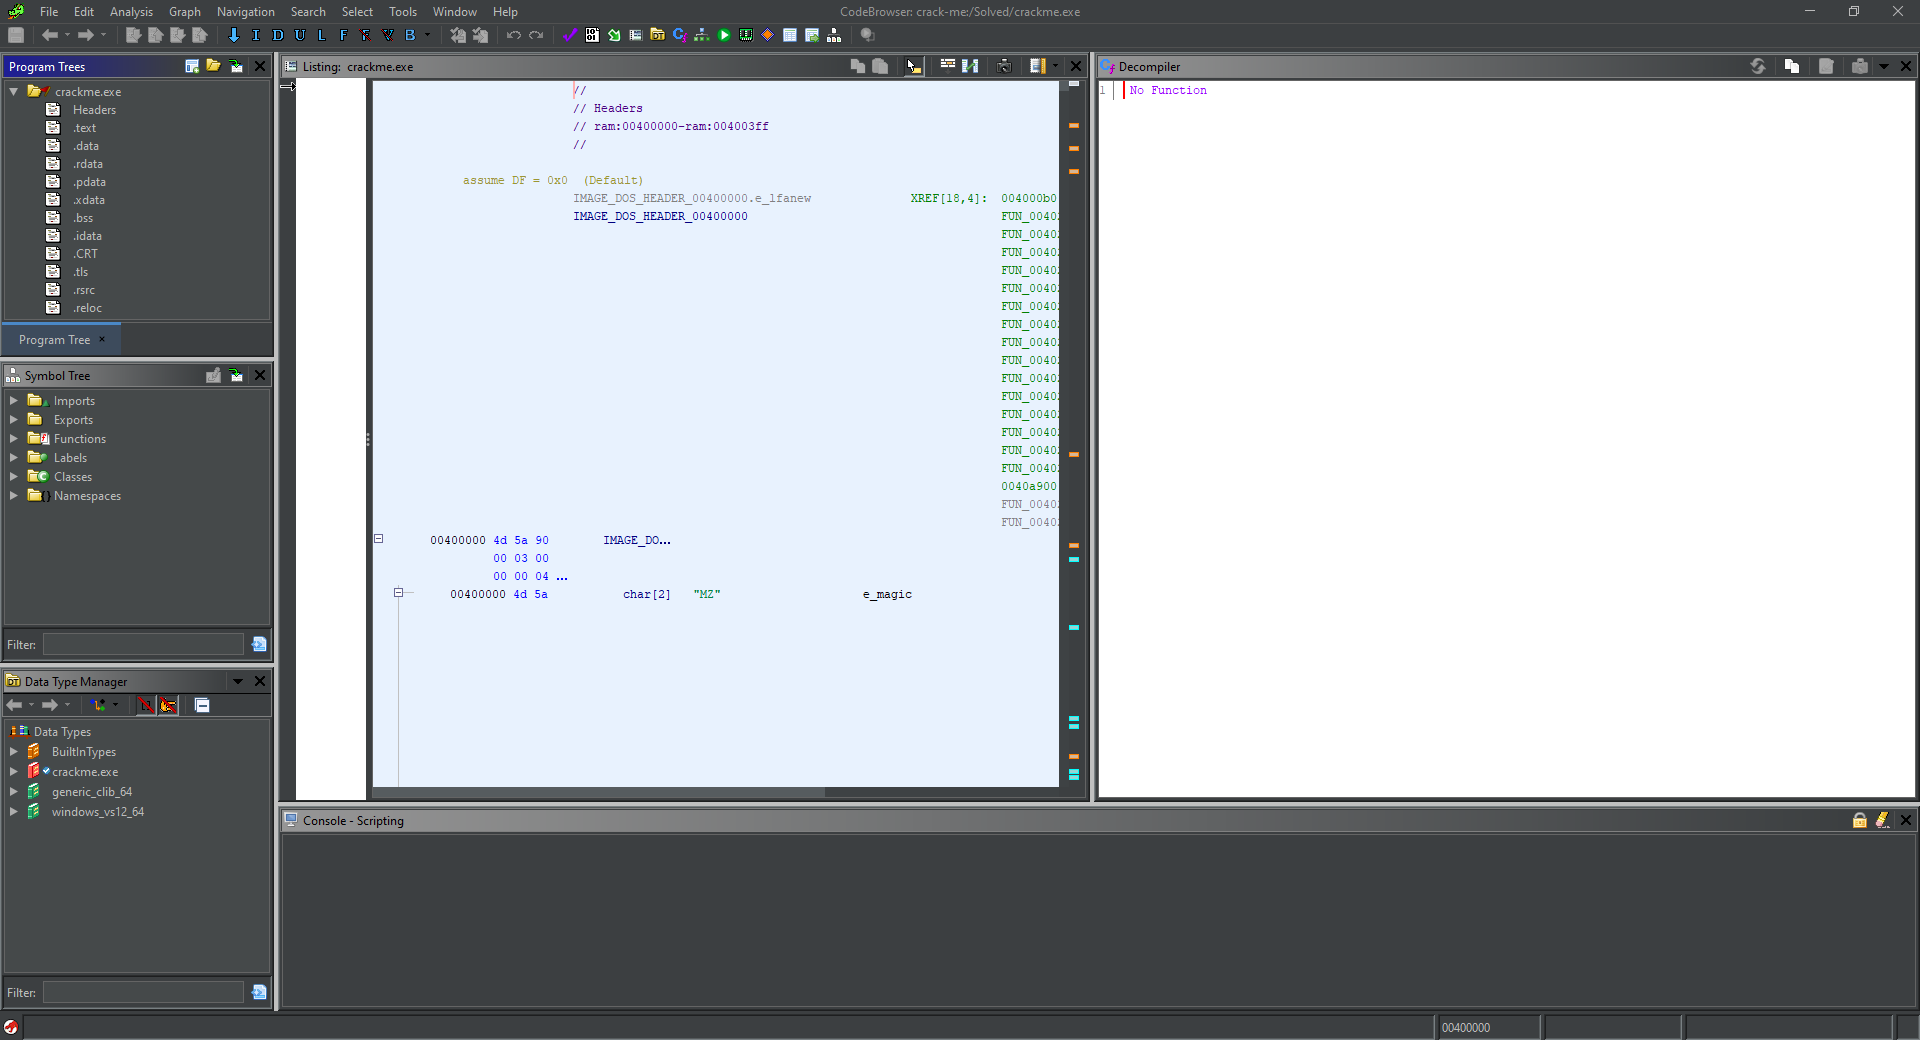 File Edit Analysis Graph Navigation Search Select Tools Window Help
CodeBrowser: crack-me:/Solved/crackme.exe
I D U L F B
Program Trees
crackme.exe
Headers
.text
.data
.rdata
.pdata
.xdata
.bss
.idata
.CRT
.tls
.rsrc
.reloc
Program Tree ×
Symbol Tree
Imports
Exports
Functions
Labels
Classes
Namespaces
Filter:
Data Type Manager
Data Types
BuiltInTypes
crackme.exe
generic_clib_64
windows_vs12_64
Filter:
Listing: crackme.exe
//
// Headers
// ram:00400000-ram:004003ff
//
assume DF = 0x0 (Default)
IMAGE_DOS_HEADER_00400000.e_lfanew XREF[18,4]: 004000b0
IMAGE_DOS_HEADER_00400000 FUN_0040
FUN_0040
FUN_0040
FUN_0040
FUN_0040
FUN_0040
FUN_0040
FUN_0040
FUN_0040
FUN_0040
FUN_0040
FUN_0040
FUN_0040
FUN_0040
FUN_0040
0040a900
FUN_0040
FUN_0040
00400000 4d 5a 90 IMAGE_DO...
00 03 00
00 00 04 ...
00400000 4d 5a char[2] "MZ" e_magic
Decompiler
1 No Function
Console - Scripting
00400000